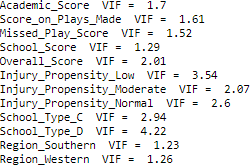 Academic_Score VIF = 1.7
Score_on_Plays_Made VIF = 1.61
Missed_Play_Score VIF = 1.52
School_Score VIF = 1.29
Overall_Score VIF = 2.01
Injury_Propensity_Low VIF = 3.54
Injury_Propensity_Moderate VIF = 2.07
Injury_Propensity_Normal VIF = 2.6
School_Type_C VIF = 2.94
School_Type_D VIF = 4.22
Region_Southern VIF = 1.23
Region_Western VIF = 1.26